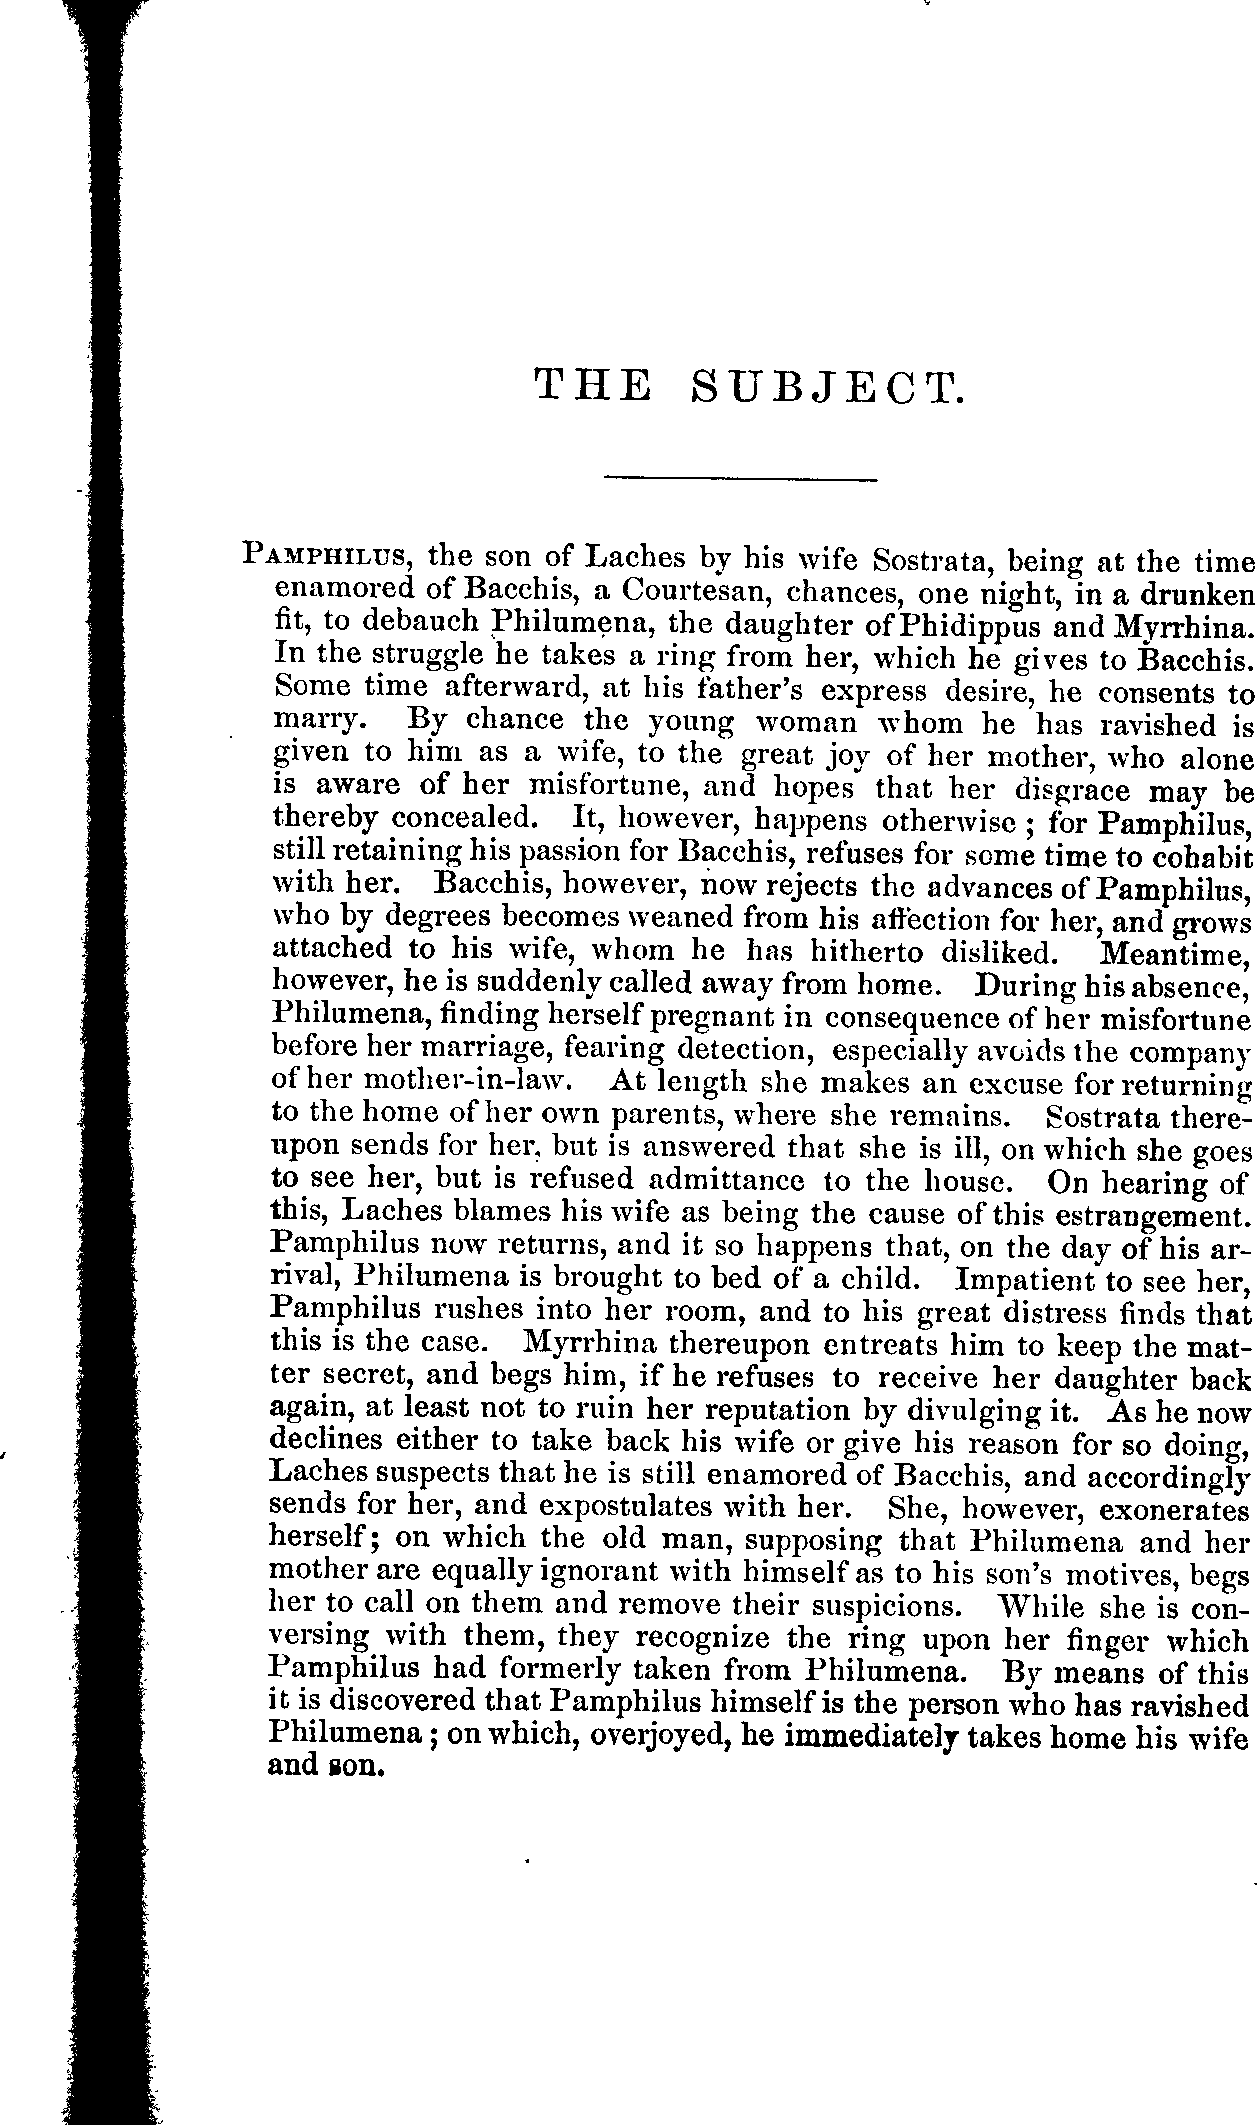 THE SUBJECT.
PAMPHILUS, the son of Laches by his wife Sostrata, being at the time
enamored of Bacchis, a Courtesan, chances, one night, in a drunken
fit, to debauch Philumena, the daughter of Phidippus and Myrrhina.
In the struggle he takes a ring from her, which he gives to Bacchis.
Some time afterward, at his father's express desire, he consents to
marry. By chance the young woman whom he has ravished is
given to him as a wife, to the great joy of her mother, who alone
is aware of her misfortune, and hopes that her disgrace may be
thereby concealed. It, however, happens otherwise ; for Pamphilus,
still retaining his passion for Bacchis, refuses for some time to cohabit
with her. Bacchis, however, now rejects the advances of Pamphilus,
who by degrees becomes weaned from his affection for her, and grows
attached to his wife, whom he has hitherto disliked. Meantime,
however, he is suddenly called away from home. During his absence,
Philumena, finding herself pregnant in consequence of her misfortune
before her marriage, fearing detection, especially avoids the company
of her mother-in-law. At length she makes an excuse for returning
to the home of her own parents, where she remains. Sostrata there-
upon sends for her, but is answered that she is ill, on which she goes
to see her, but is refused admittance to the house. On hearing of
this, Laches blames his wife as being the cause of this estrangement.
Pamphilus now returns, and it so happens that, on the day of his ar-
rival, Philumena is brought to bed of a child. Impatient to see her,
Pamphilus rushes into her room, and to his great distress finds that
this is the case. Myrrhina thereupon entreats him to keep the mat-
ter secret, and begs him, if he refuses to receive her daughter back
again, at least not to ruin her reputation by divulging it. As he now
declines either to take back his wife or give his reason for so doing,
Laches suspects that he is still enamored of Bacchis, and accordingly
sends for her, and expostulates with her. She, however, exonerates
herself; on which the old man, supposing that Philumena and her
mother are equally ignorant with himself as to his son's motives, begs
her to call on them and remove their suspicions. While she is con-
versing with them, they recognize the ring upon her finger which
Pamphilus had formerly taken from Philumena. By means of this
it is discovered that Pamphilus himself is the person who has ravished
Philumena ; on which, overjoyed, he immediately takes home his wife
and son.